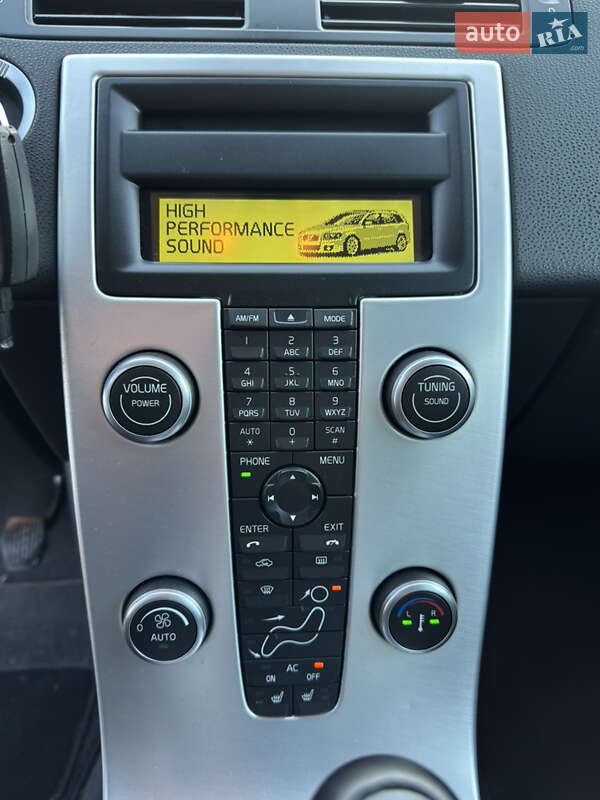 auto RIA
.com
HIGH
PERFORMANCE
SOUND
AM/FM MODE
1 2 ABC 3 DEF
4 GHI .5. JKL 6 MNO
7 PQRS 8 TUV 9 WXYZ
AUTO * 0 + SCAN #
VOLUME
POWER
TUNING
SOUND
PHONE MENU
ENTER EXIT
0 AUTO
L R
AC
ON OFF